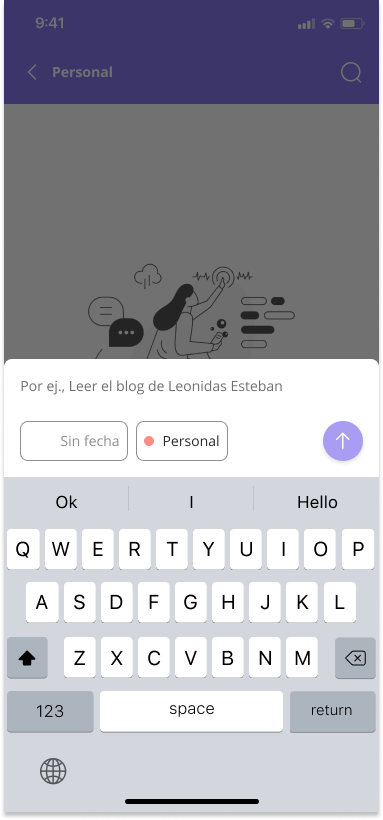 9:41
Personal
Por ej., Leer el blog de Leonidas Esteban
Sin fecha Personal
Ok I Hello
Q W E R T Y U I O P
A S D F G H J K L
Z X C V B N M
123 space return